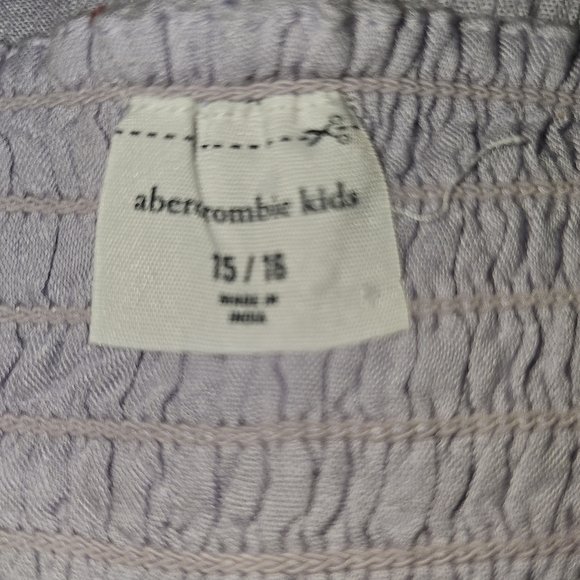 abercrombie kids
15 / 16
MADE IN
INDIA